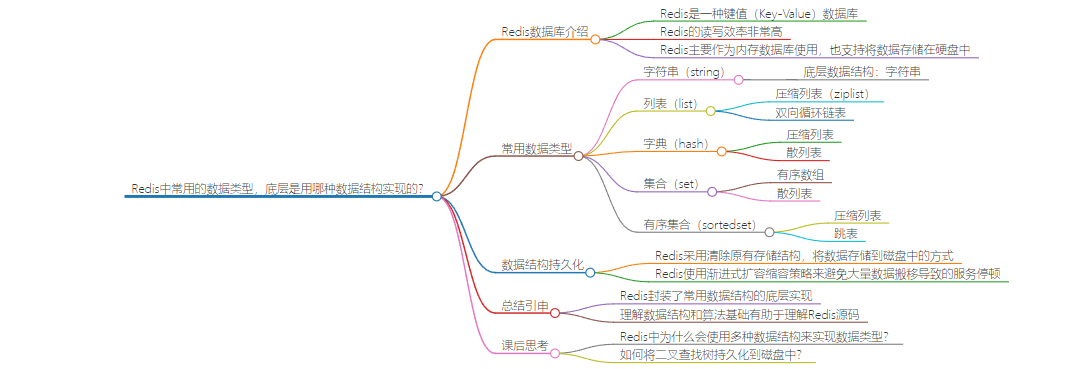 Redis中常用的数据类型，底层是用哪种数据结构实现的？
Redis数据库介绍
Redis是一种键值（Key-Value）数据库
Redis的读写效率非常高
Redis主要作为内存数据库使用，也支持将数据存储在硬盘中
常用数据类型
字符串（string）
底层数据结构：字符串
列表（list）
压缩列表（ziplist）
双向循环链表
字典（hash）
压缩列表
散列表
集合（set）
有序数组
散列表
有序集合（sortedset）
压缩列表
跳表
数据结构持久化
Redis采用清除原有存储结构，将数据存储到磁盘中的方式
Redis使用渐进式扩容缩容策略来避免大量数据搬移导致的服务停顿
总结引申
Redis封装了常用数据结构的底层实现
理解数据结构和算法基础有助于理解Redis源码
课后思考
Redis中为什么会使用多种数据结构来实现数据类型？
如何将二叉查找树持久化到磁盘中？